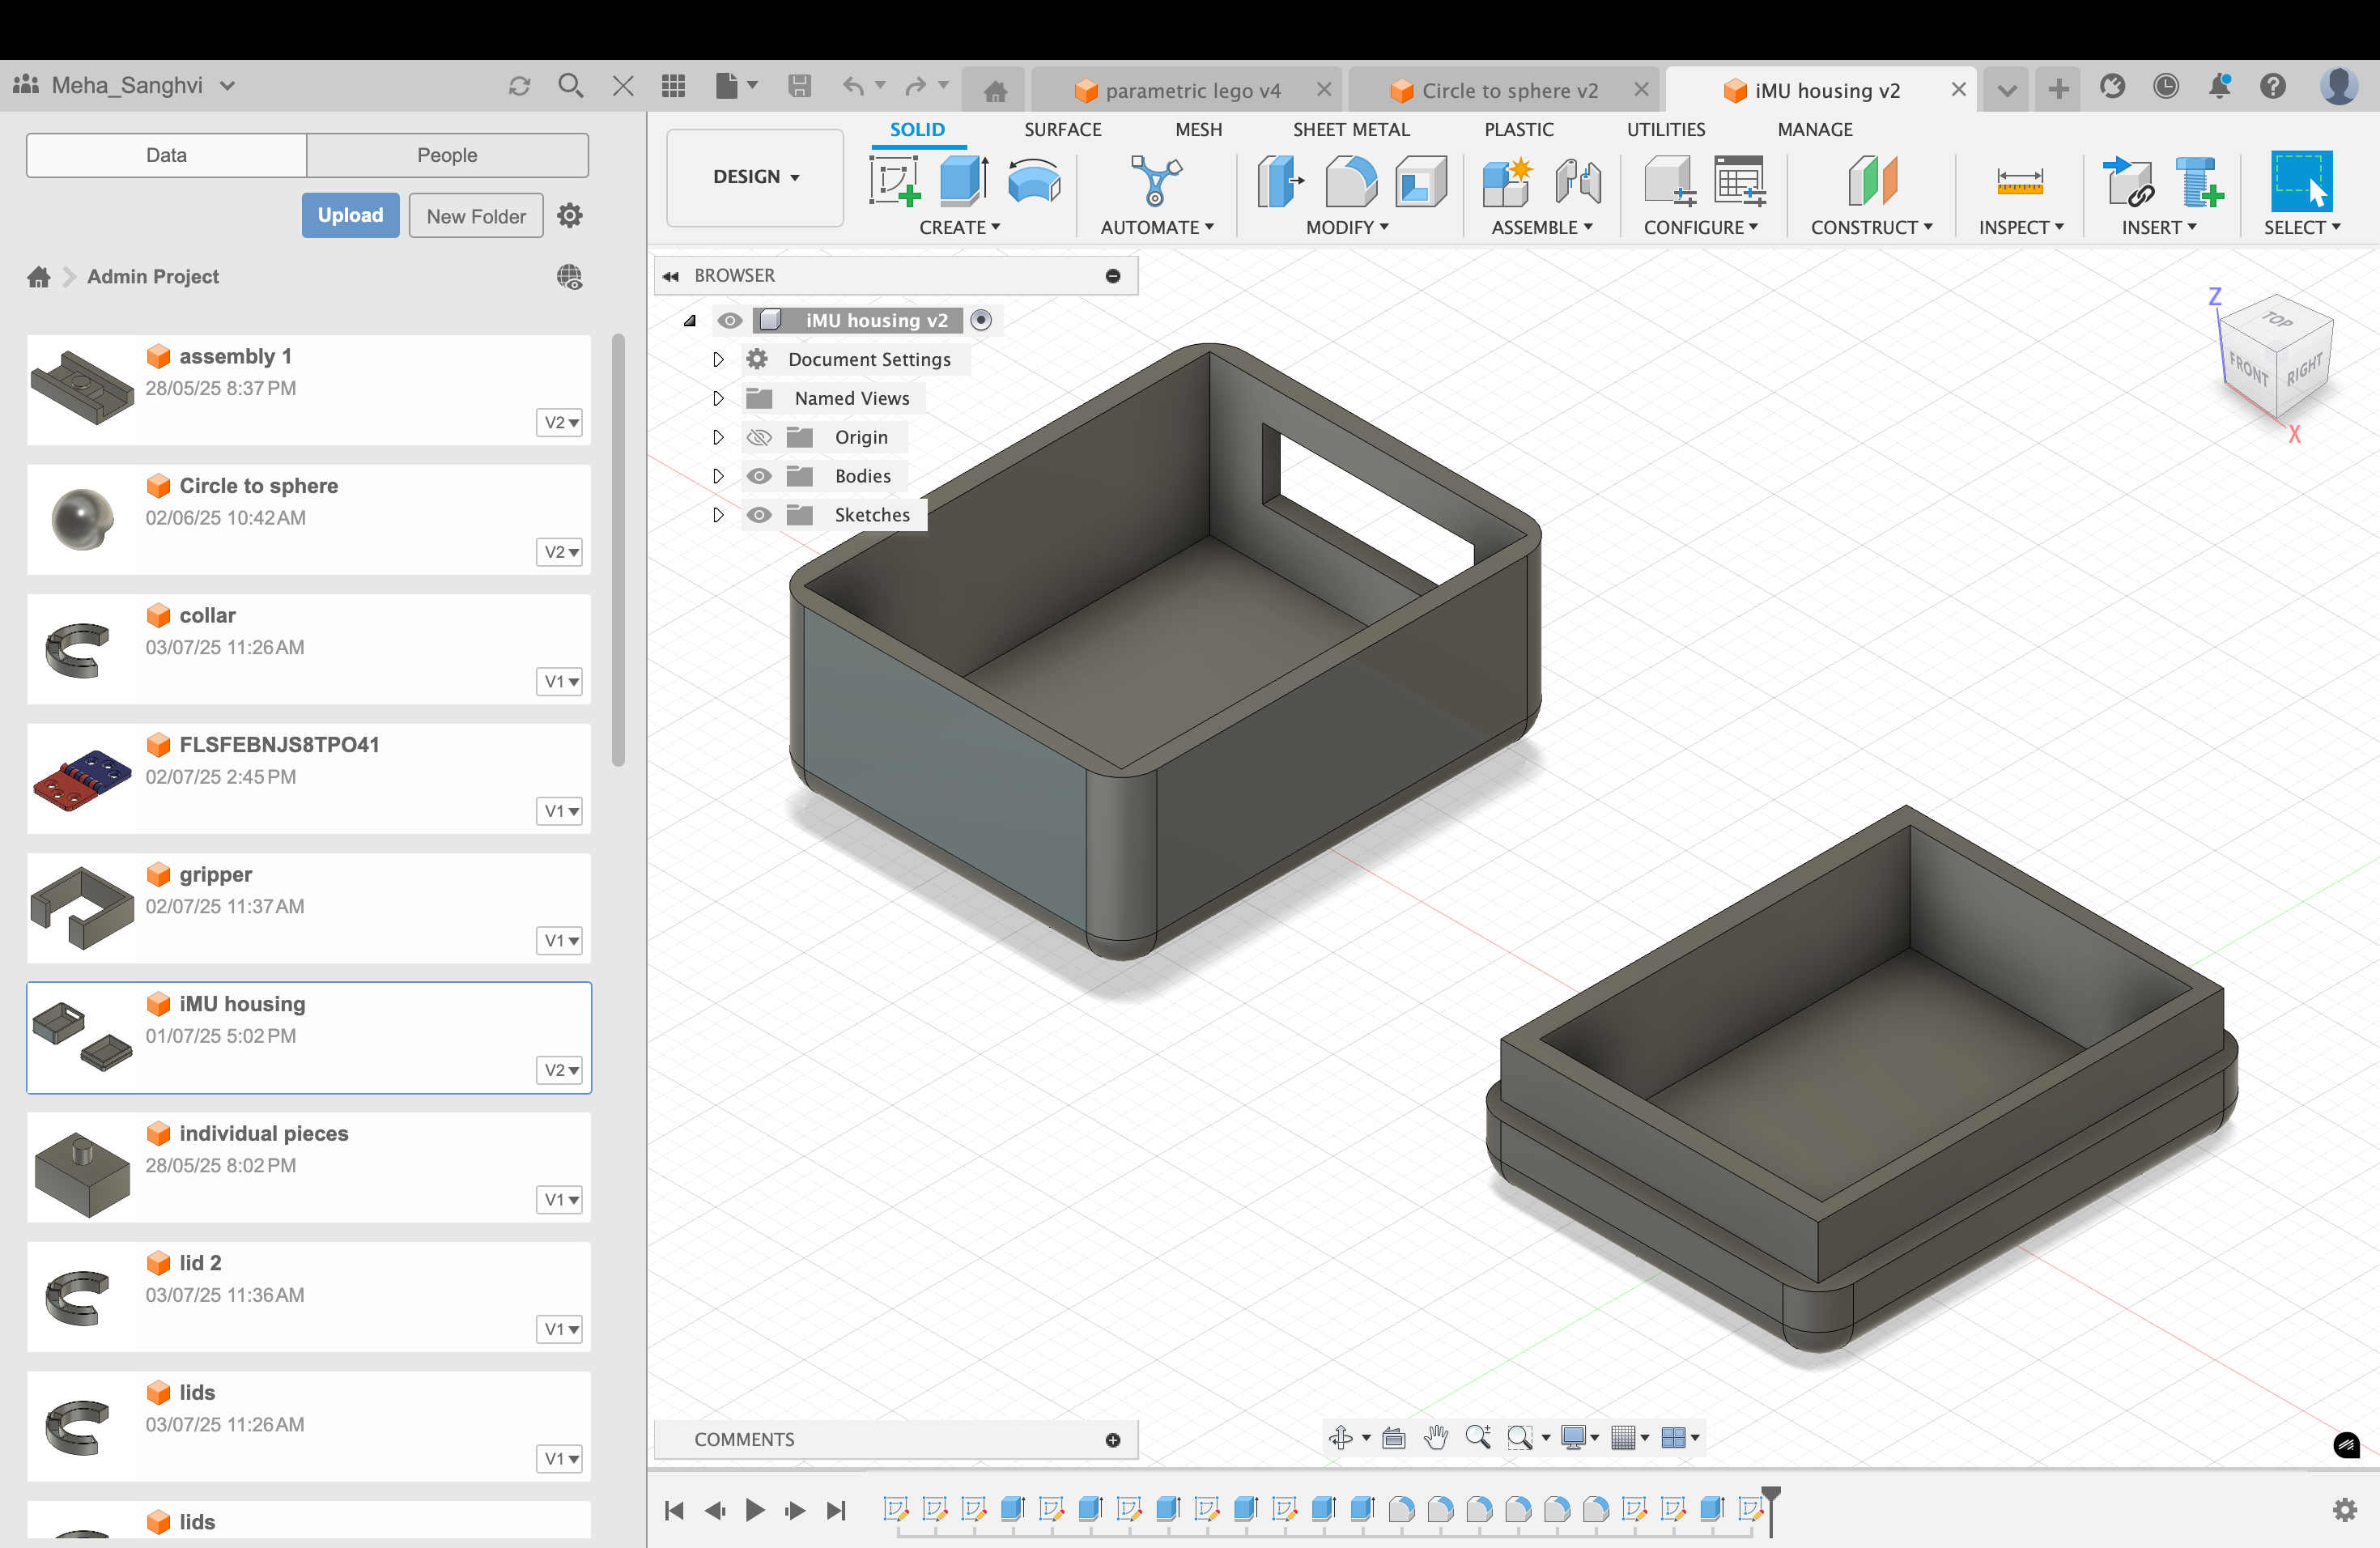 Meha_Sanghvi
parametric lego v4
Circle to sphere v2
iMU housing v2
Data
People
Upload
New Folder
Admin Project
assembly 1
28/05/25 8:37 PM
V2
Circle to sphere
02/06/25 10:42 AM
V2
collar
03/07/25 11:26 AM
V1
FLSFEBNJS8TPO41
02/07/25 2:45 PM
V1
gripper
02/07/25 11:37 AM
V1
iMU housing
01/07/25 5:02 PM
V2
individual pieces
28/05/25 8:02 PM
V1
lid 2
03/07/25 11:36 AM
V1
lids
03/07/25 11:26 AM
V1
lids
DESIGN
SOLID
SURFACE
MESH
SHEET METAL
PLASTIC
UTILITIES
MANAGE
CREATE
AUTOMATE
MODIFY
ASSEMBLE
CONFIGURE
CONSTRUCT
INSPECT
INSERT
SELECT
BROWSER
iMU housing v2
Document Settings
Named Views
Origin
Bodies
Sketches
Z
TOP
FRONT
RIGHT
X
COMMENTS